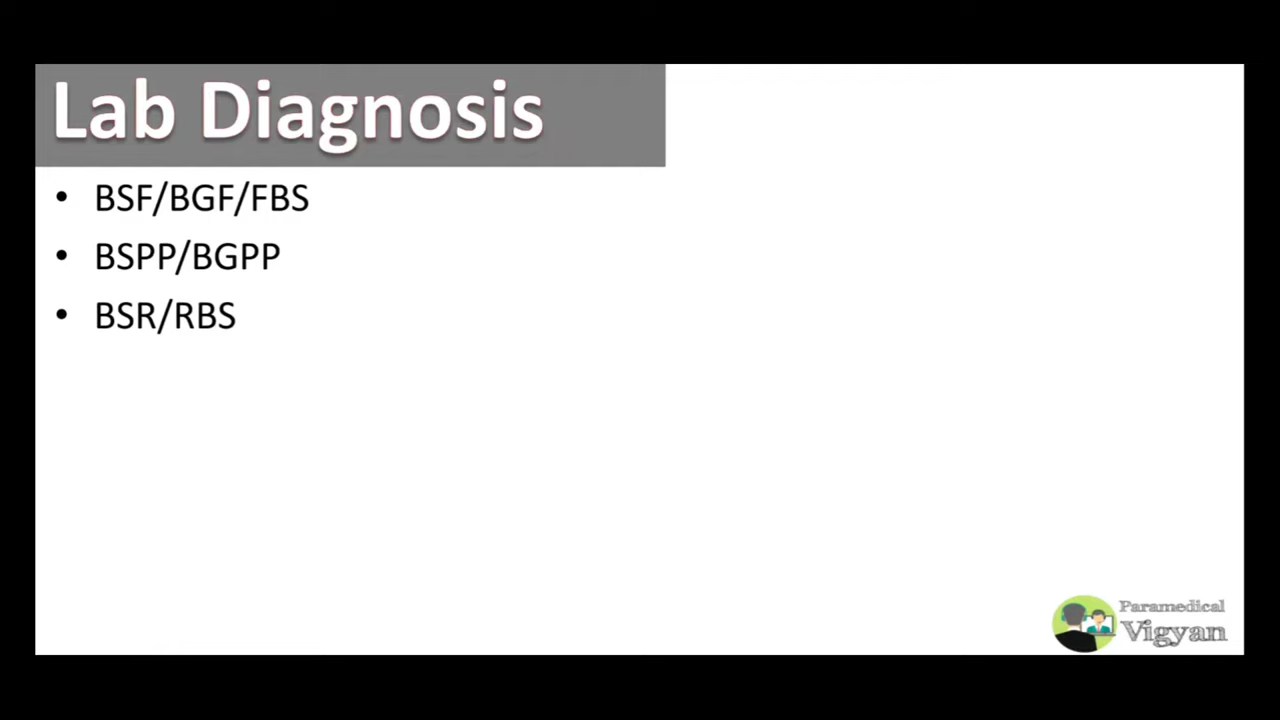 Lab Diagnosis
• BSF/BGF/FBS
• BSPP/BGPP
• BSR/RBS
Paramedical
Vigyan